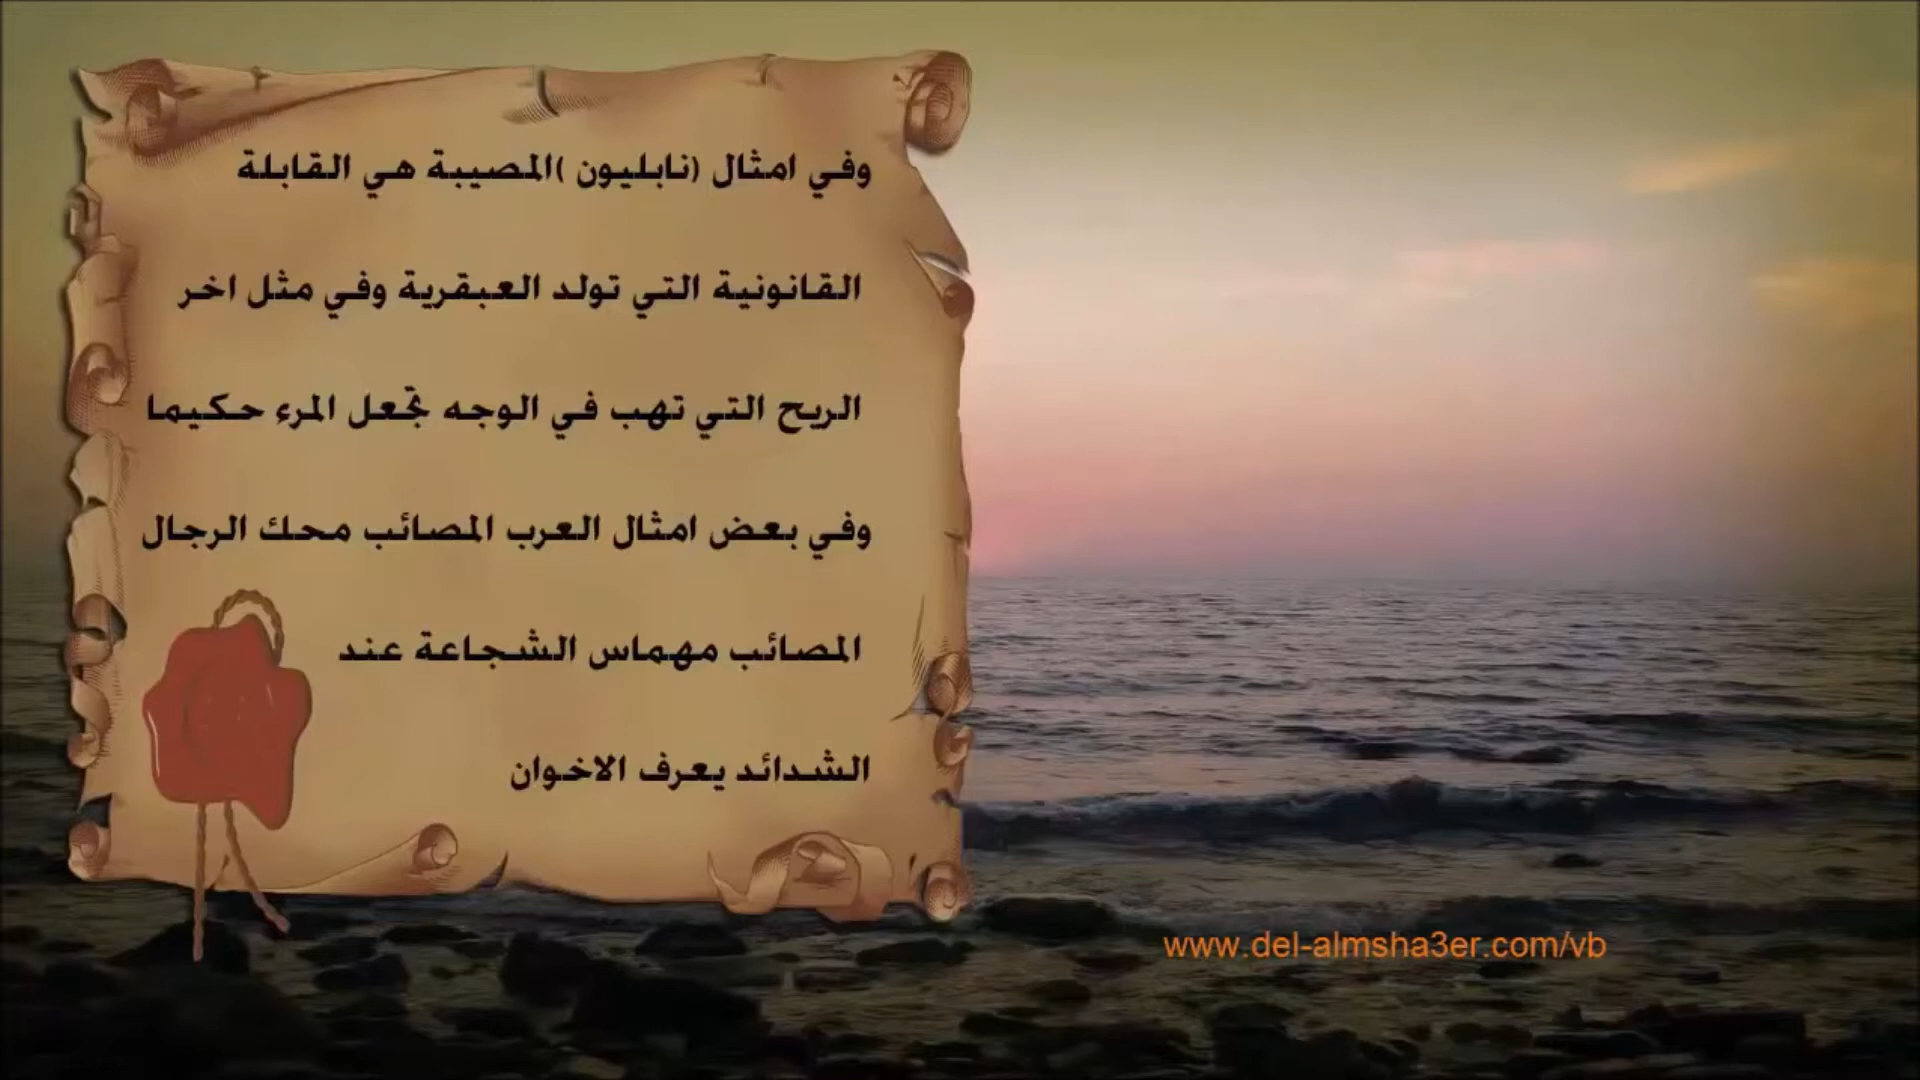 وفي امثال (نابليون )المصيبة هي القابلة
القانونية التي تولد العبقرية وفي مثل اخر
الريح التي تهب في الوجه تجعل المرء حكيما
وفي بعض امثال العرب المصائب محك الرجال
المصائب مهماس الشجاعة عند
الشدائد يعرف الاخوان
www.del-almsha3er.com/vb